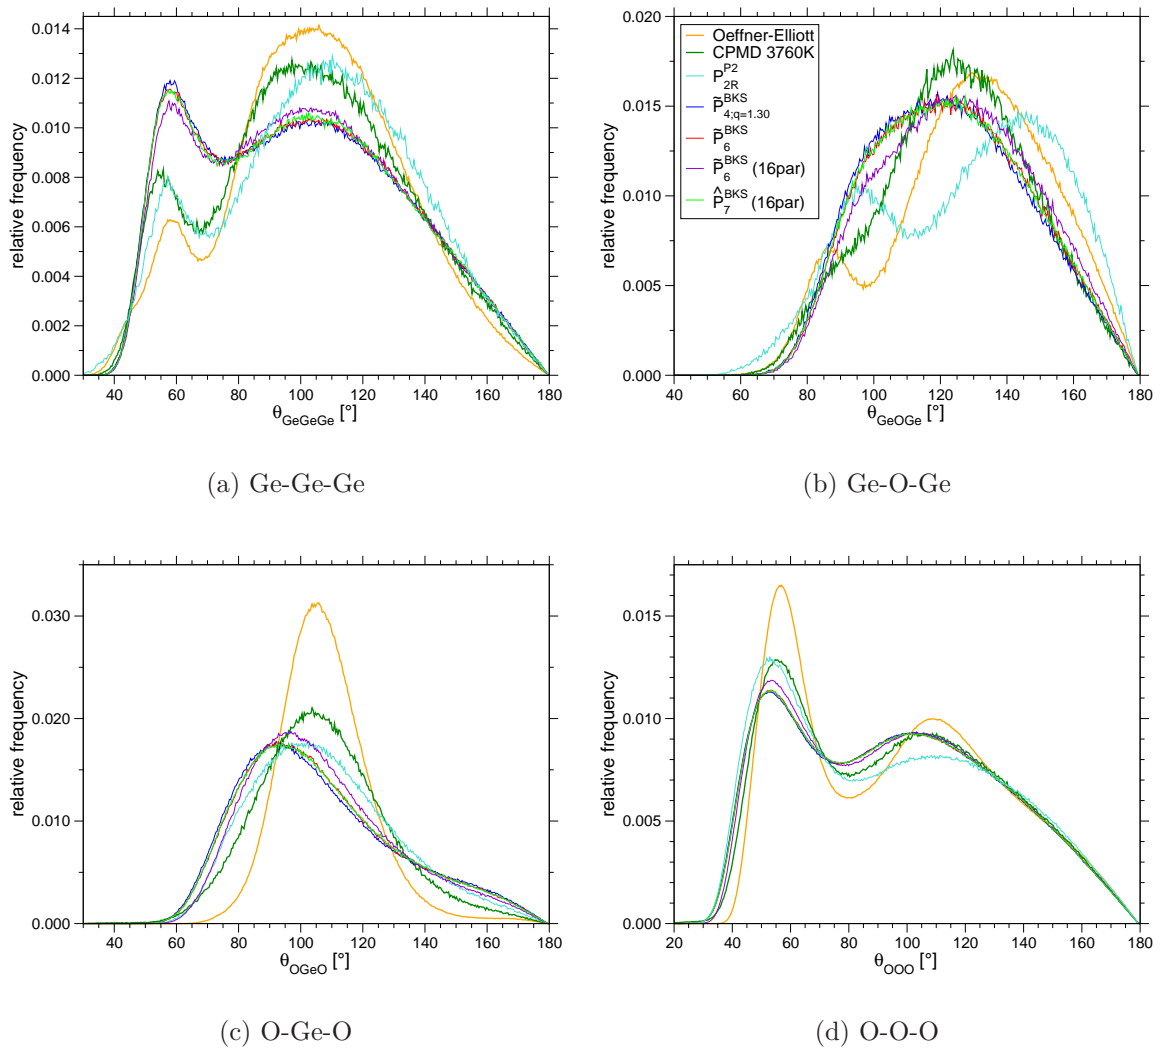 0.014
0.012
0.010
0.008
0.006
0.004
0.002
0.000
relative frequency
40 60 80 100 120 140 160 180
θGeGeGe [°]
(a) Ge-Ge-Ge
0.020
0.015
0.010
0.005
0.000
relative frequency
Oeffner-Elliott
CPMD 3760K
P₂R^P2
P̃₄;q=1.30^BKS
P̃₆^BKS
P̄₆^BKS (16par)
P̂₇^BKS (16par)
40 60 80 100 120 140 160 180
θGeOGe [°]
(b) Ge-O-Ge
0.030
0.020
0.010
0.000
relative frequency
40 60 80 100 120 140 160 180
θOGeO [°]
(c) O-Ge-O
0.015
0.010
0.005
0.000
relative frequency
20 40 60 80 100 120 140 160 180
θOOO [°]
(d) O-O-O